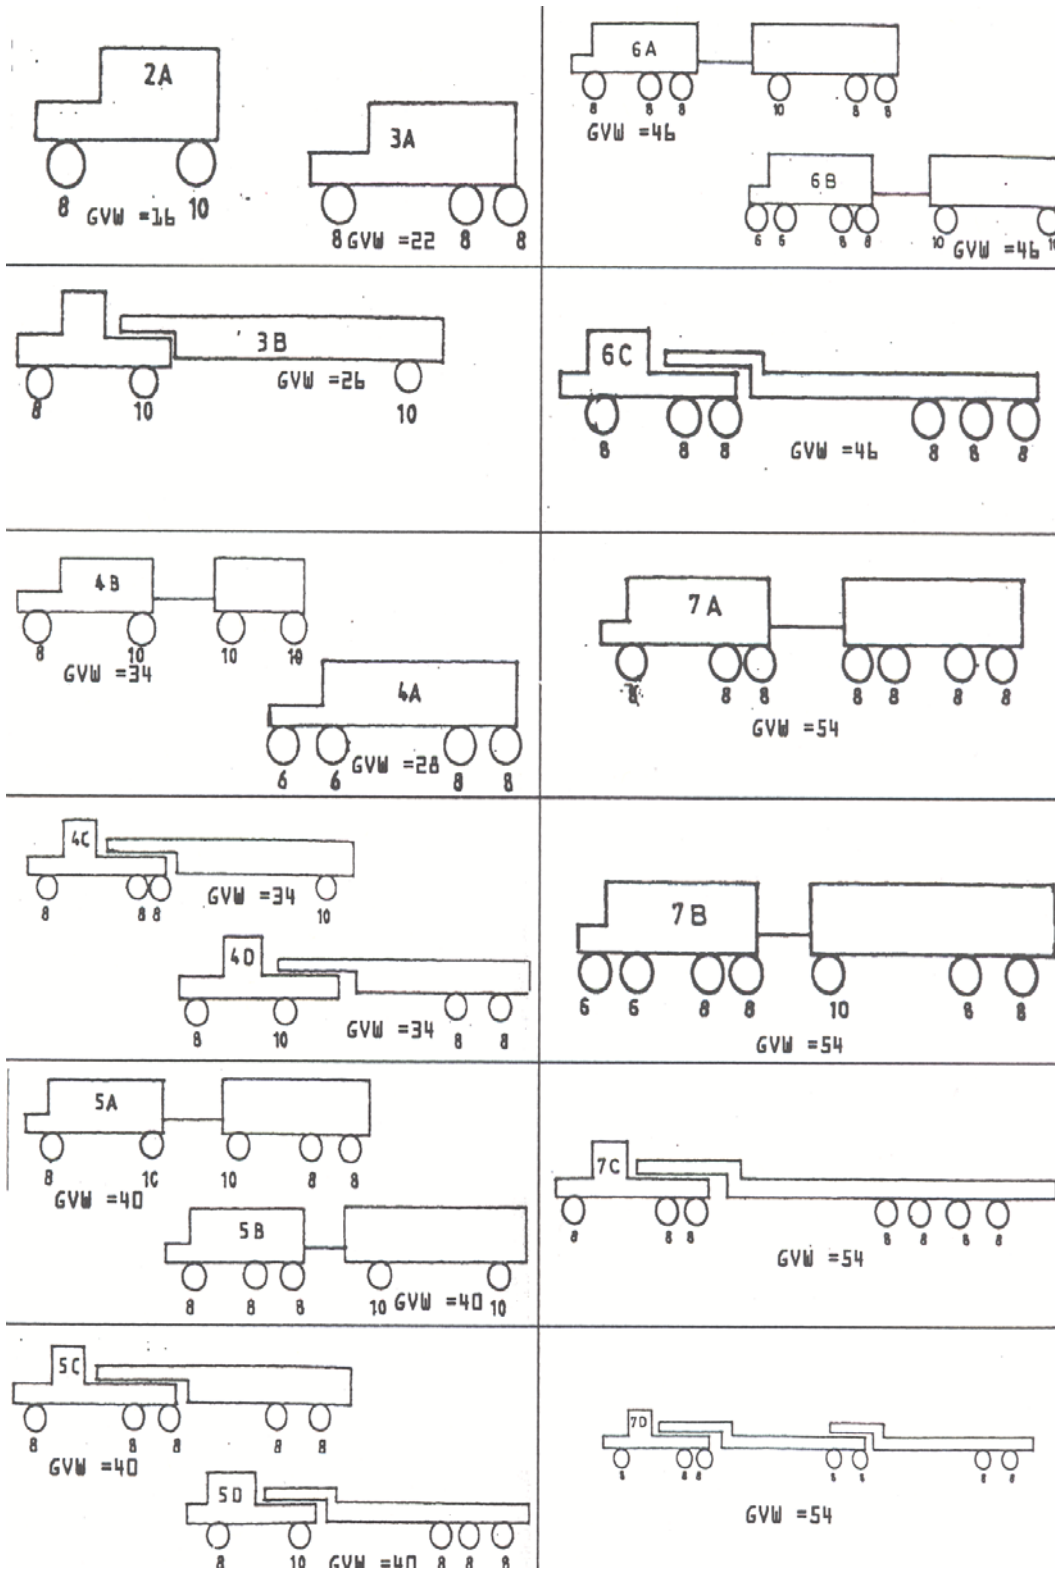 2A
8 10
GVW =16
3A
8 8 8
GVW =22
3B
GVW =26
8 10 10
4B
8 10 10 10
GVW =34
4A
6 6 8 8
GVW =28
4C
8 8 8 10
GVW =34
4D
8 10 8 8
GVW =34
5A
8 10 10 8 8
GVW =40
5B
8 8 8 10 10
GVW =40
5C
8 8 8 8 8
GVW =40
5D
8 10 8 8 8
GVW =40
6A
8 8 8 10 8 8
GVW =46
6B
6 6 8 8 10
GVW =46
6C
8 8 8 8 8 8
GVW =46
7A
8 8 8 8 8 8
GVW =54
7B
6 6 8 8 10 8 8
GVW =54
7C
8 8 8 8 8 8 8
GVW =54
7D
8 8 8 8 8
GVW =54